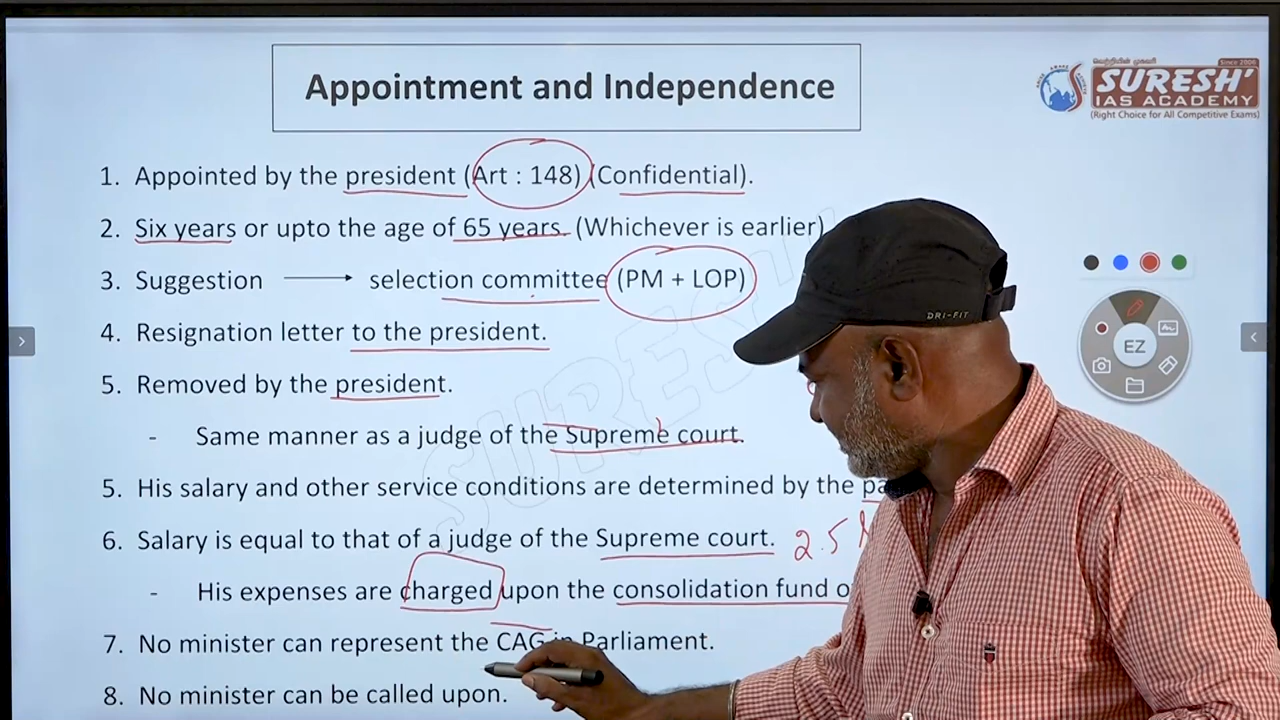 Appointment and Independence
வெற்றியின் முகவரி
Since 2006
SURESH'
IAS ACADEMY
(Right Choice for All Competitive Exams)
1. Appointed by the president (Art : 148) (Confidential).
2. Six years or upto the age of 65 years. (Whichever is earlier)
3. Suggestion → selection committee (PM + LOP)
4. Resignation letter to the president.
5. Removed by the president.
- Same manner as a judge of the Supreme court.
5. His salary and other service conditions are determined by the
6. Salary is equal to that of a judge of the Supreme court. 2.5
- His expenses are charged upon the consolidation fund
7. No minister can represent the CAG in Parliament.
8. No minister can be called upon.
SURESH'
DRI-FIT
EZ